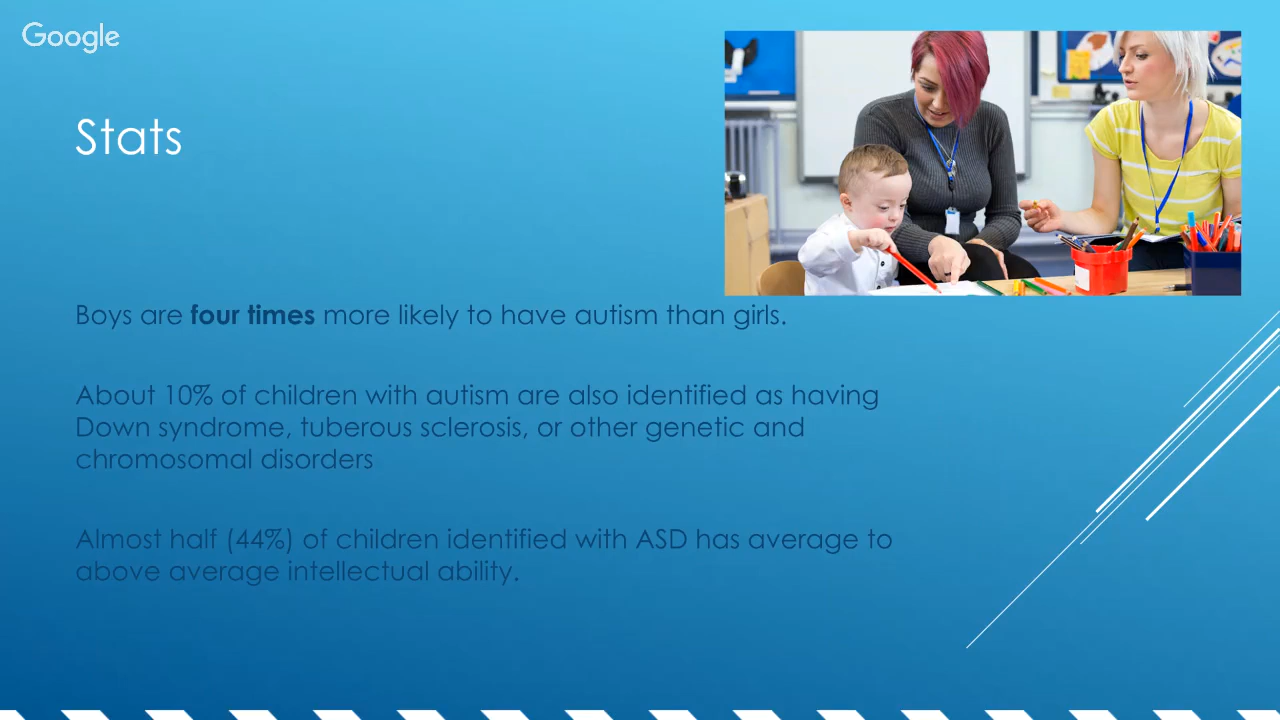 Google
Stats
Boys are four times more likely to have autism than girls.
About 10% of children with autism are also identified as having
Down syndrome, tuberous sclerosis, or other genetic and
chromosomal disorders
Almost half (44%) of children identified with ASD has average to
above average intellectual ability.